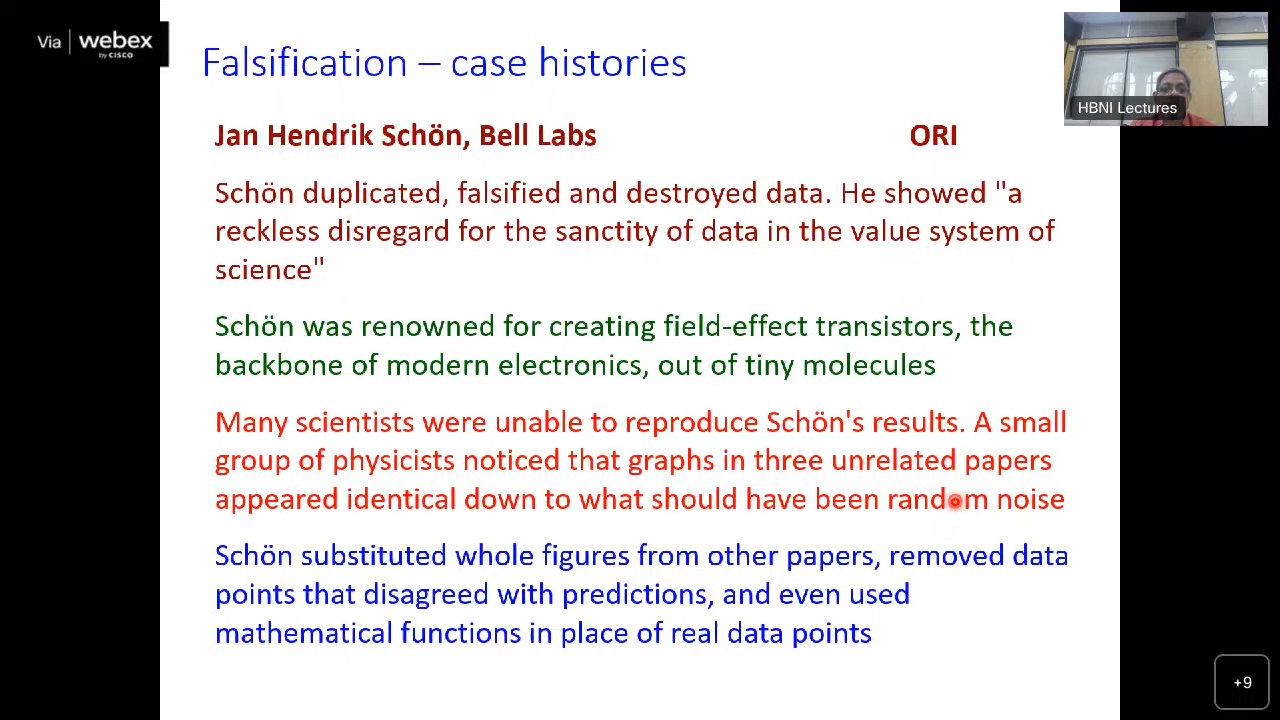 Via webex
by CISCO
Falsification – case histories
HBNI Lectures
Jan Hendrik Schön, Bell Labs ORI
Schön duplicated, falsified and destroyed data. He showed "a
reckless disregard for the sanctity of data in the value system of
science"
Schön was renowned for creating field-effect transistors, the
backbone of modern electronics, out of tiny molecules
Many scientists were unable to reproduce Schön's results. A small
group of physicists noticed that graphs in three unrelated papers
appeared identical down to what should have been random noise
Schön substituted whole figures from other papers, removed data
points that disagreed with predictions, and even used
mathematical functions in place of real data points
+9